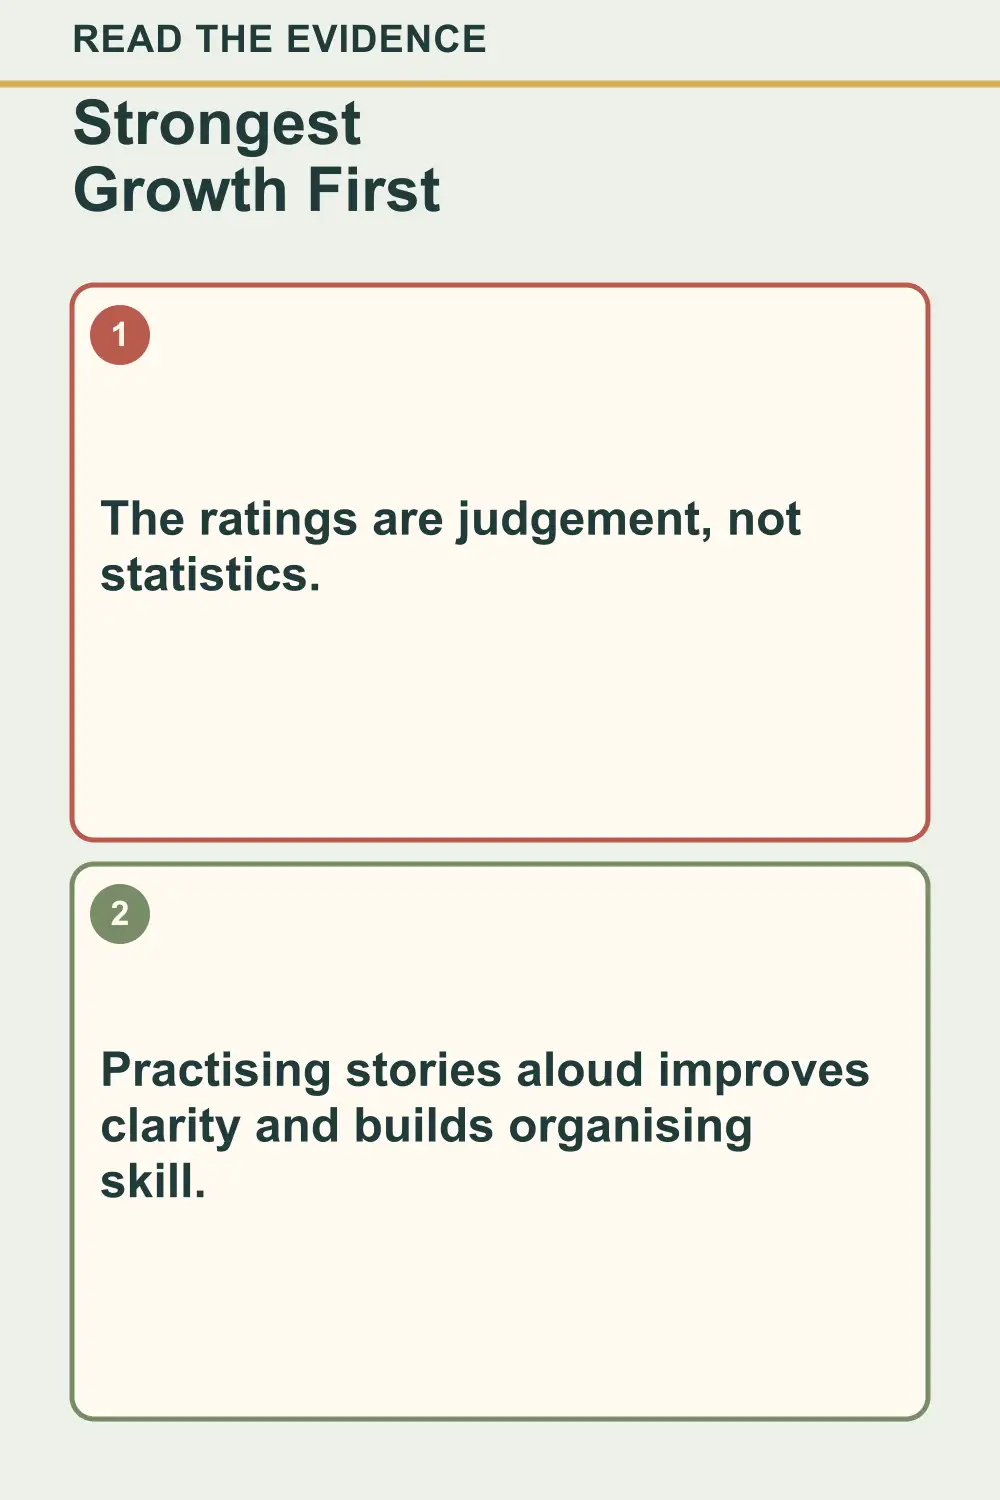 READ THE EVIDENCE
Strongest
Growth First
1
The ratings are judgement, not
statistics.
2
Practising stories aloud improves
clarity and builds organising
skill.